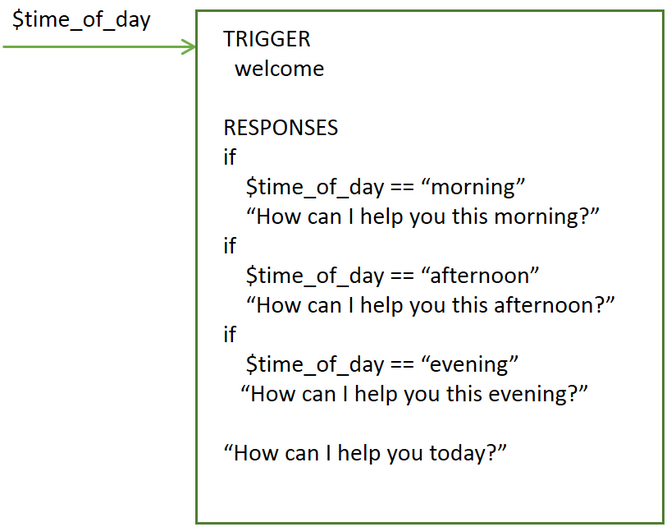 $time_of_day
TRIGGER
welcome
RESPONSES
if
$time_of_day == “morning”
“How can I help you this morning?”
if
$time_of_day == “afternoon”
“How can I help you this afternoon?”
if
$time_of_day == “evening”
“How can I help you this evening?”
“How can I help you today?”